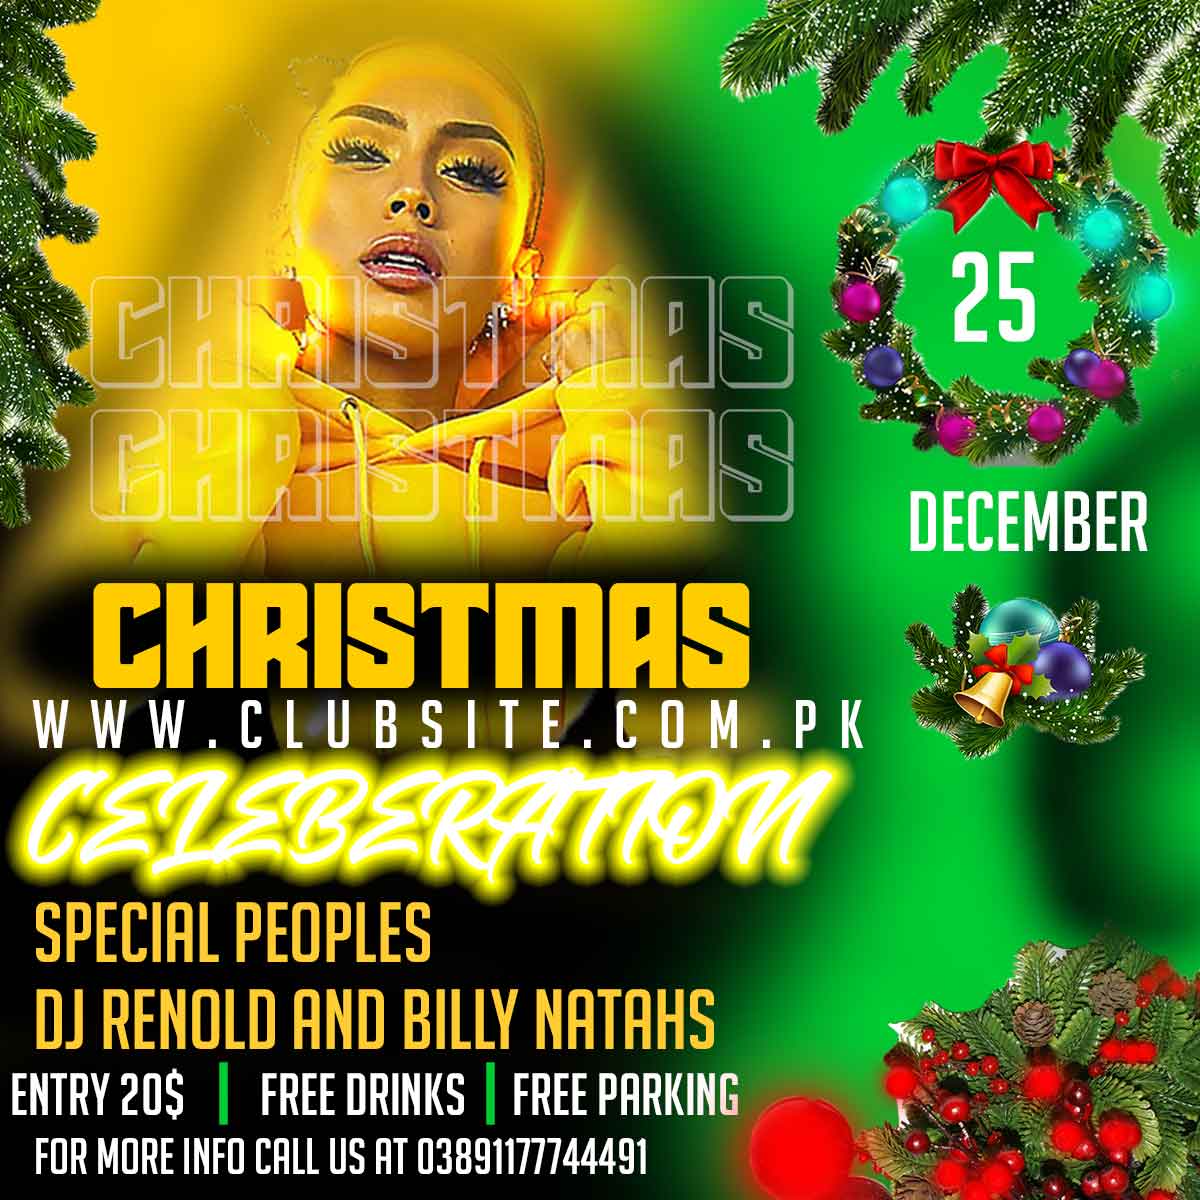 CHRISTMAS
CHRISTMAS
25
DECEMBER
CHRISTMAS
WWW.CLUBSITE.COM.PK
CELEBERATION
SPECIAL PEOPLES
DJ RENOLD AND BILLY NATAHS
ENTRY 20$ | FREE DRINKS | FREE PARKING
FOR MORE INFO CALL US AT 03891177744491